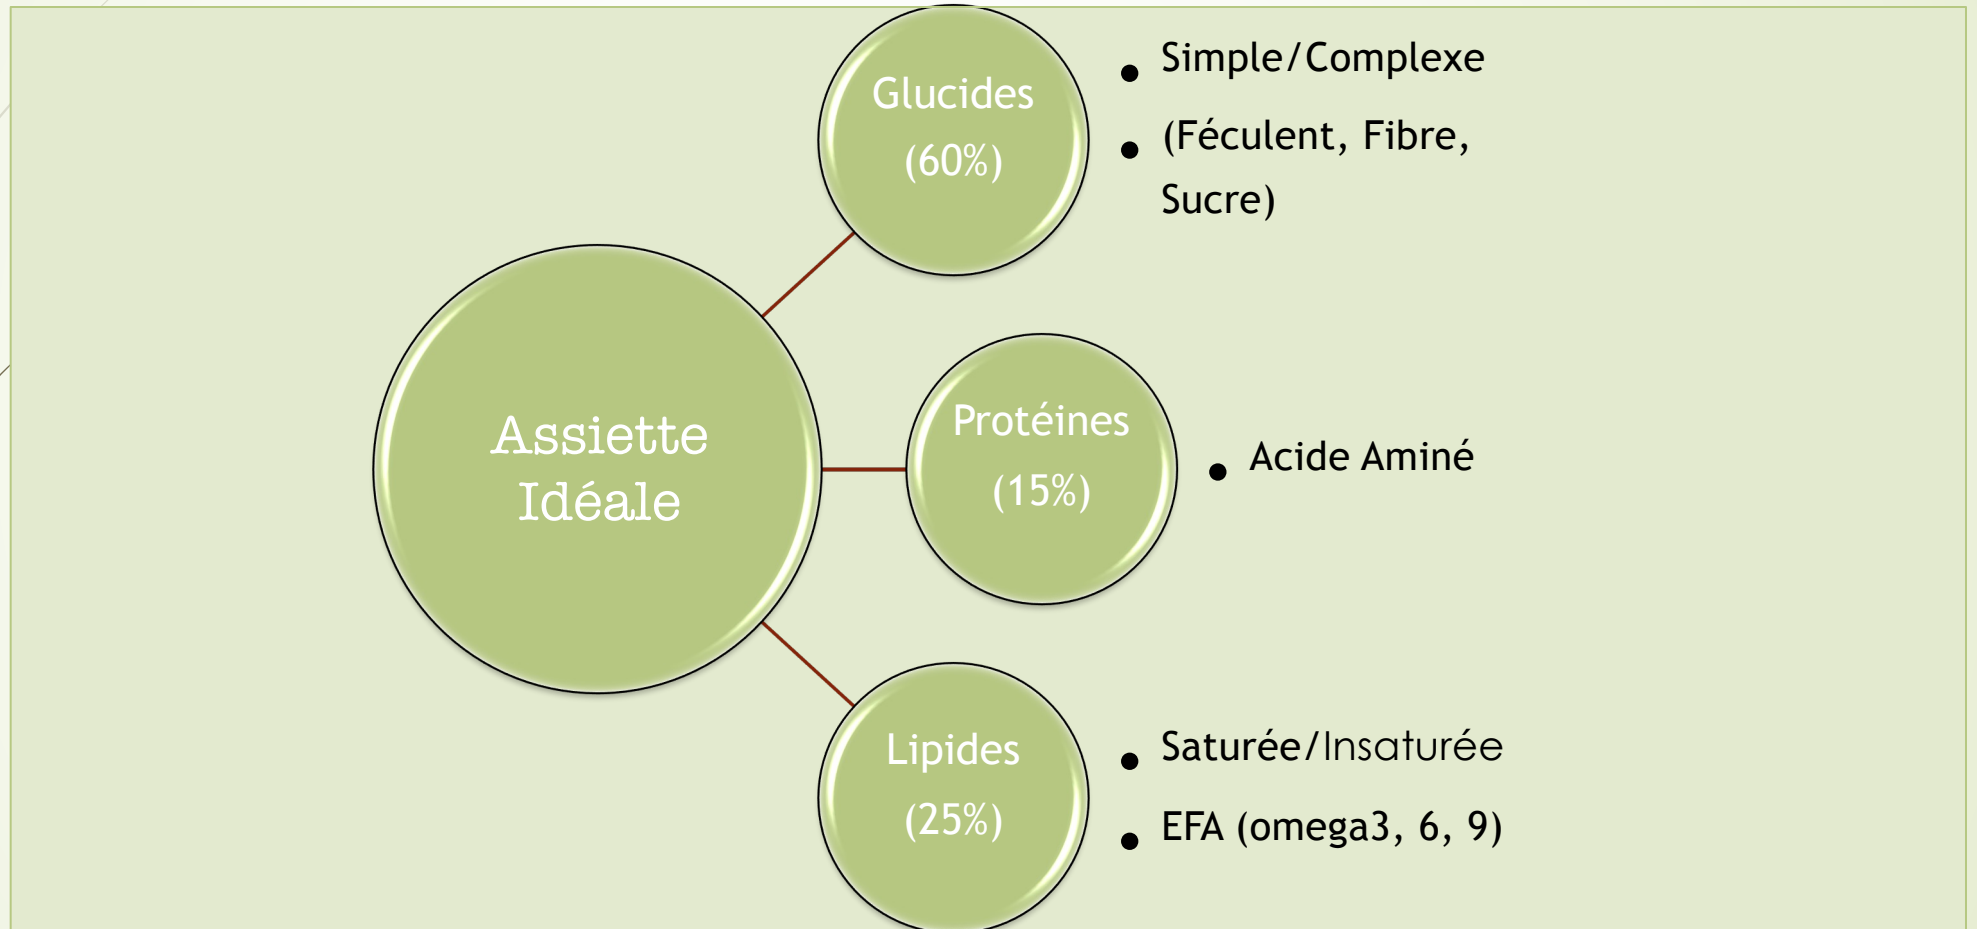 Assiette
Idéale
Glucides
(60%)
• Simple/Complexe
• (Féculent, Fibre,
Sucre)
Protéines
(15%)
• Acide Aminé
Lipides
(25%)
• Saturée/Insaturée
• EFA (omega3, 6, 9)